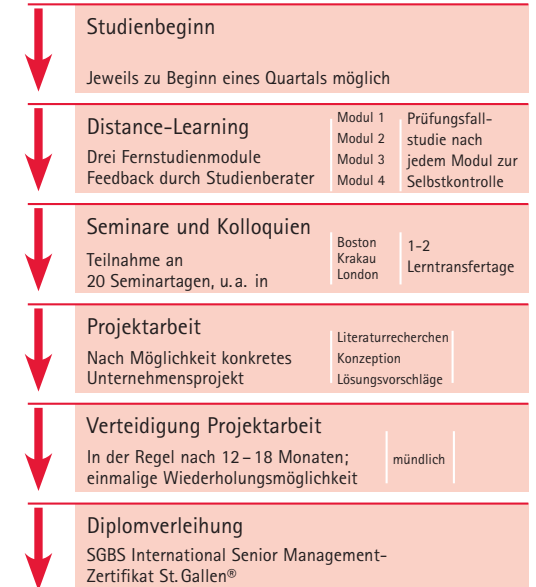 Studienbeginn
Jeweils zu Beginn eines Quartals möglich
Distance-Learning
Drei Fernstudienmodule
Feedback durch Studienberater
Modul 1
Modul 2
Modul 3
Modul 4
Prüfungsfall-
studie nach
jedem Modul zur
Selbstkontrolle
Seminare und Kolloquien
Teilnahme an
20 Seminartagen, u.a. in
Boston
Krakau
London
1-2
Lerntransfertage
Projektarbeit
Nach Möglichkeit konkretes
Unternehmensprojekt
Literaturrecherchen
Konzeption
Lösungsvorschläge
Verteidigung Projektarbeit
In der Regel nach 12–18 Monaten;
einmalige Wiederholungsmöglichkeit
mündlich
Diplomverleihung
SGBS International Senior Management-
Zertifikat St.Gallen®